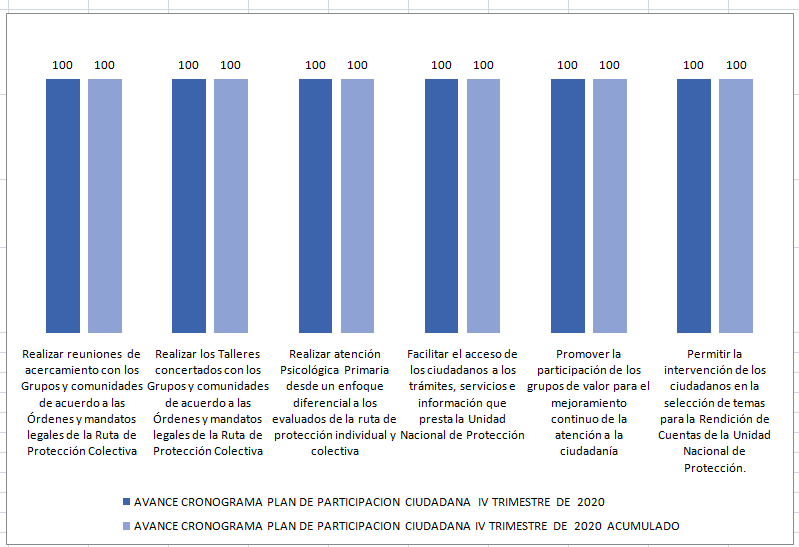 100 100 100 100 100 100 100 100 100 100 100 100
Realizar reuniones de
acercamiento con los
Grupos y comunidades
de acuerdo a las
Órdenes y mandatos
legales de la Ruta de
Protección Colectiva
Realizar los Talleres
concertados con los
Grupos y comunidades
de acuerdo a las
Órdenes y mandatos
legales de la Ruta de
Protección Colectiva
Realizar atención
Psicológica Primaria
desde un enfoque
diferencial a los
evaluados de la ruta de
protección individual y
colectiva
Facilitar el acceso de
los ciudadanos a los
trámites, servicios e
información que
presta la Unidad
Nacional de Protección
Promover la
participación de los
grupos de valor para el
mejoramiento
continuo de la
atención a la
ciudadanía
Permitir la
intervención de los
ciudadanos en la
selección de temas
para la Rendición de
Cuentas de la Unidad
Nacional de
Protección.
AVANCE CRONOGRAMA PLAN DE PARTICIPACION CIUDADANA IV TRIMESTRE DE 2020
AVANCE CRONOGRAMA PLAN DE PARTICIPACION CIUDADANA IV TRIMESTRE DE 2020 ACUMULADO